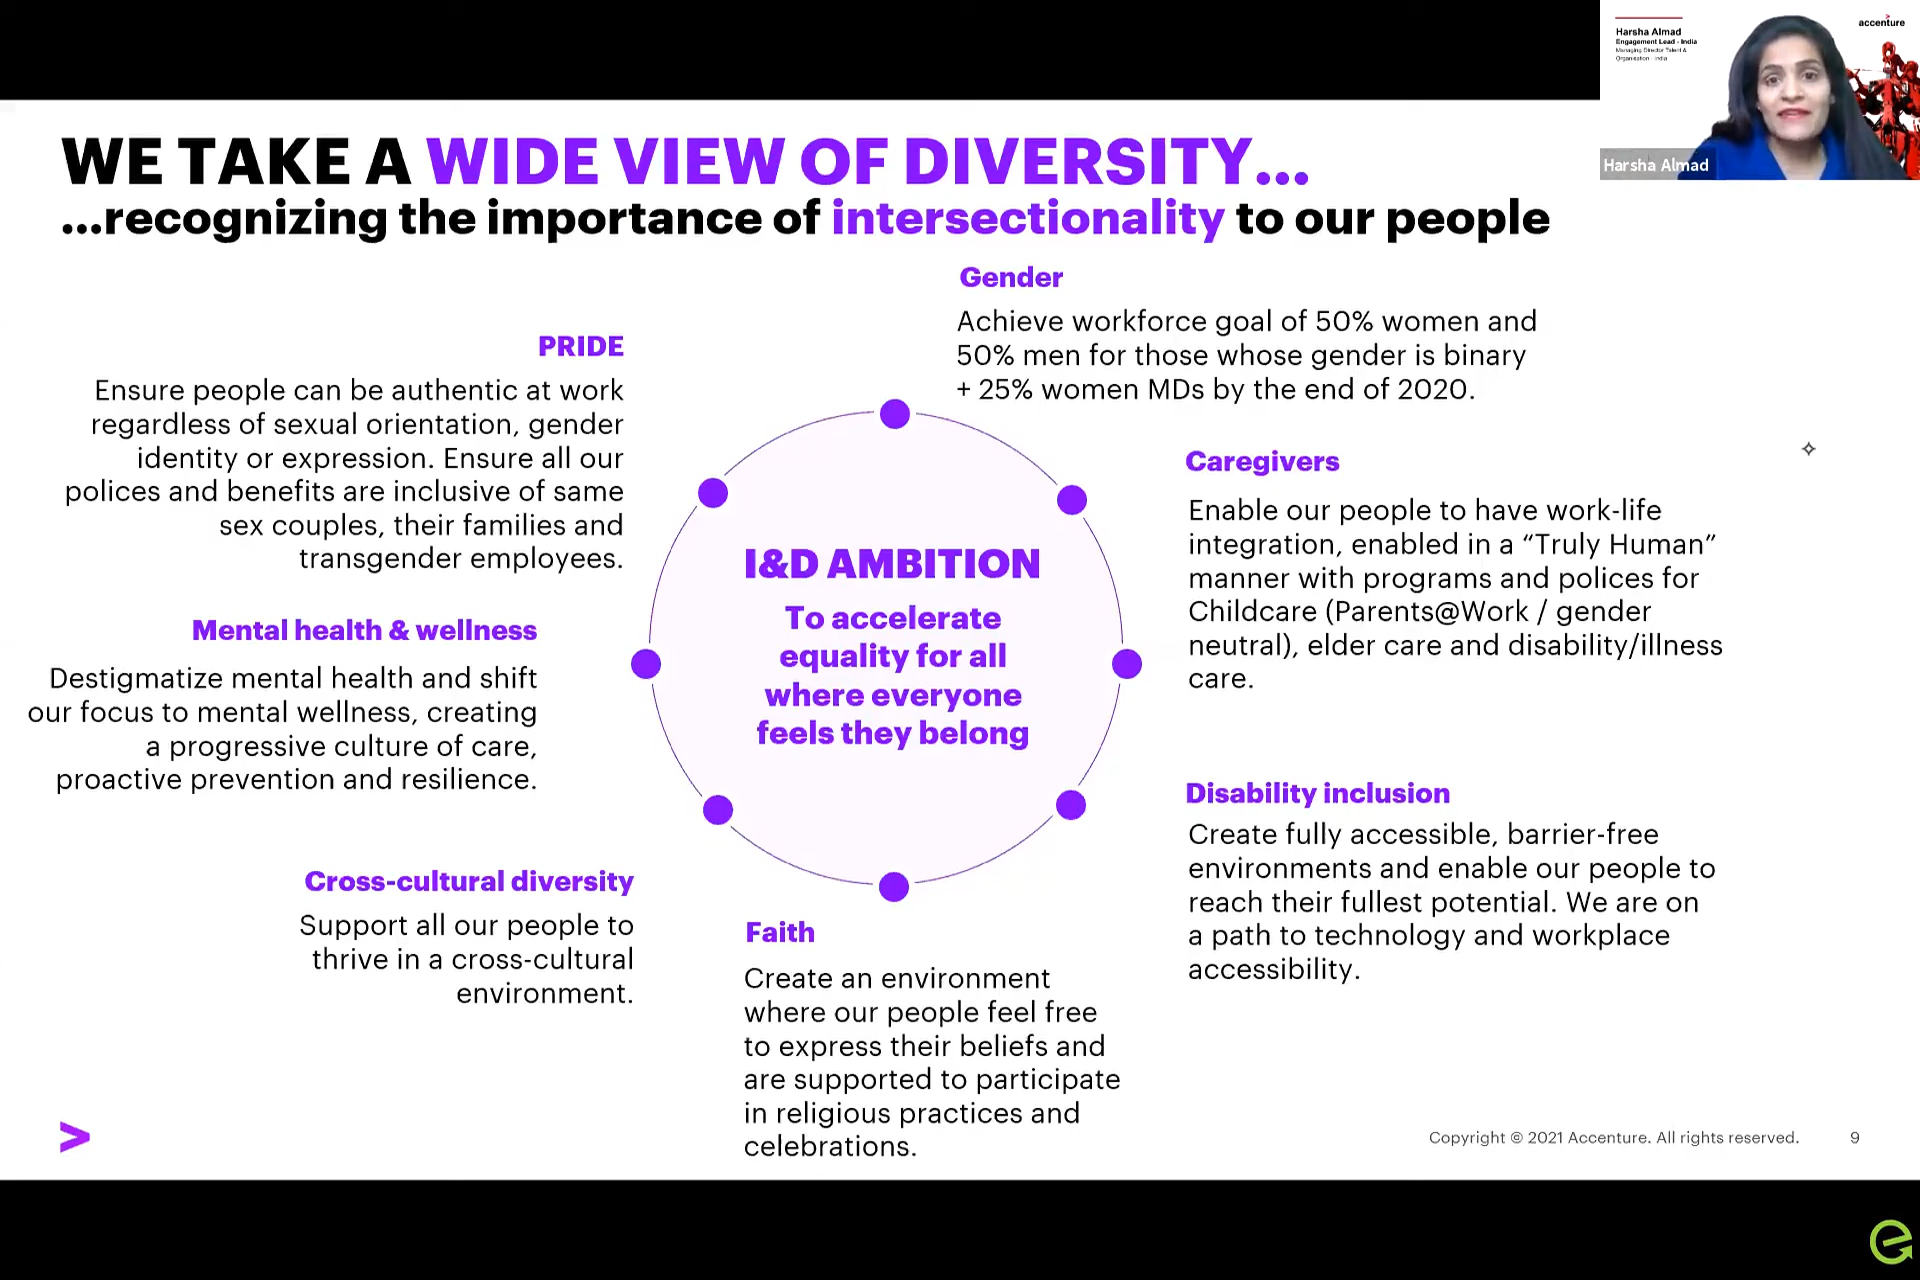 Harsha Almad
Engagement Lead - India
Managing Director Talent &
Organisation - India
accenture
Harsha Almad
WE TAKE A WIDE VIEW OF DIVERSITY...
...recognizing the importance of intersectionality to our people
Gender
Achieve workforce goal of 50% women and
50% men for those whose gender is binary
+ 25% women MDs by the end of 2020.
PRIDE
Ensure people can be authentic at work
regardless of sexual orientation, gender
identity or expression. Ensure all our
polices and benefits are inclusive of same
sex couples, their families and
transgender employees.
Caregivers
Enable our people to have work-life
integration, enabled in a “Truly Human”
manner with programs and polices for
Childcare (Parents@Work / gender
neutral), elder care and disability/illness
care.
I&D AMBITION
To accelerate
equality for all
where everyone
feels they belong
Mental health & wellness
Destigmatize mental health and shift
our focus to mental wellness, creating
a progressive culture of care,
proactive prevention and resilience.
Disability inclusion
Create fully accessible, barrier-free
environments and enable our people to
reach their fullest potential. We are on
a path to technology and workplace
accessibility.
Cross-cultural diversity
Support all our people to
thrive in a cross-cultural
environment.
Faith
Create an environment
where our people feel free
to express their beliefs and
are supported to participate
in religious practices and
celebrations.
Copyright © 2021 Accenture. All rights reserved.
9